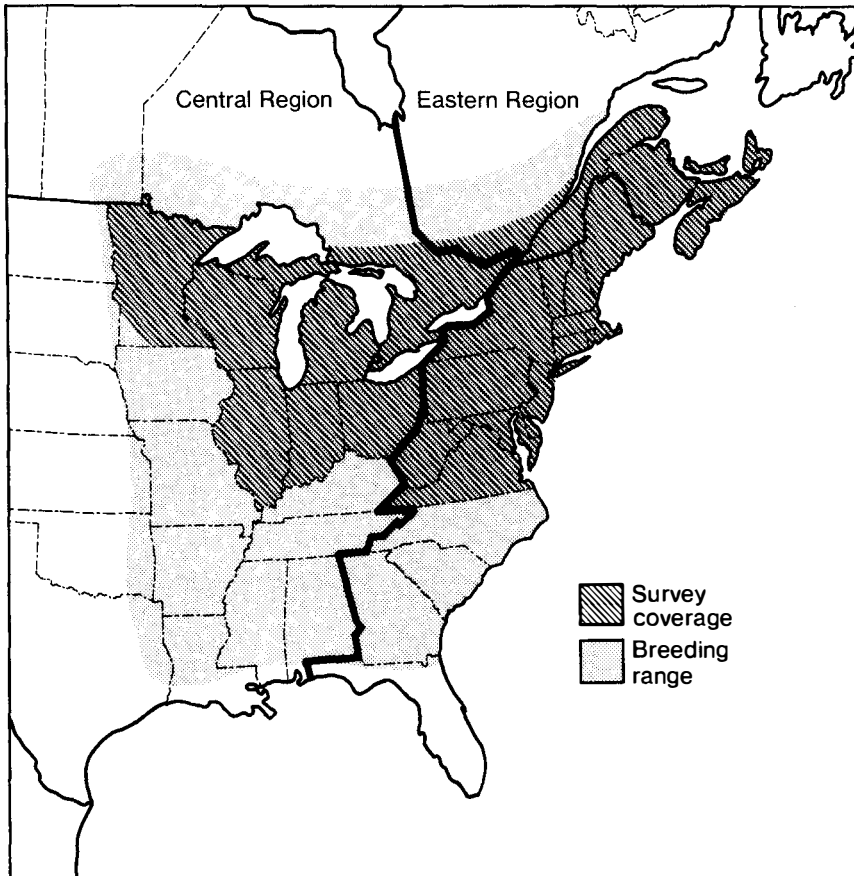 Central Region
Eastern Region
Survey
coverage
Breeding
range